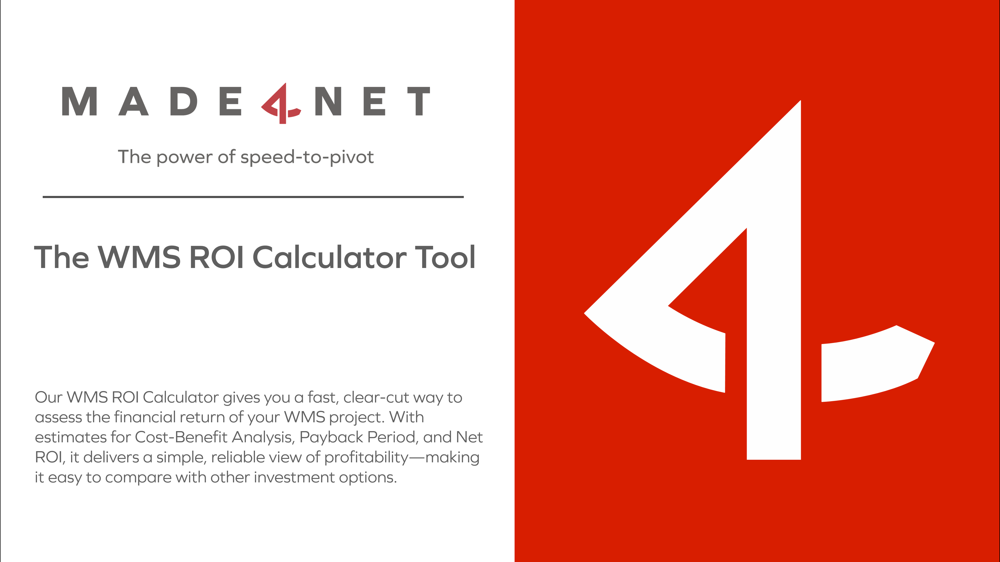 MADE4NET
The power of speed-to-pivot
The WMS ROI Calculator Tool
Our WMS ROI Calculator gives you a fast, clear-cut way to
assess the financial return of your WMS project. With
estimates for Cost-Benefit Analysis, Payback Period, and Net
ROI, it delivers a simple, reliable view of profitability—making
it easy to compare with other investment options.
4